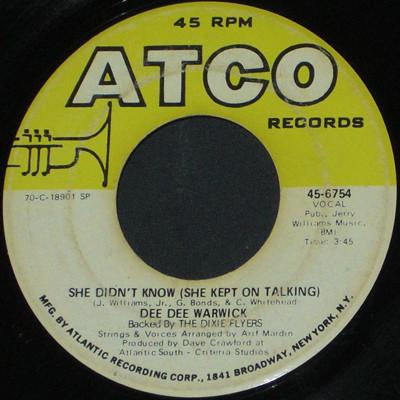 45 RPM
ATCO
RECORDS
70-C-18901 SP
45-6754
VOCAL
Pub., Jerry
Williams Music,
BMI
Time: 3:45
SHE DIDN'T KNOW (SHE KEPT ON TALKING)
(J. Williams, Jr., G. Bonds, & C. Whitehead
DEE DEE WARWICK
Backed By THE DIXIE FLYERS
Strings & Voices Arranged by Arif Mardin
Produced by Dave Crawford at
Atlantic South - Criteria Studios
MFG. BY ATLANTIC RECORDING CORP., 1841 BROADWAY, NEW YORK, N.Y.